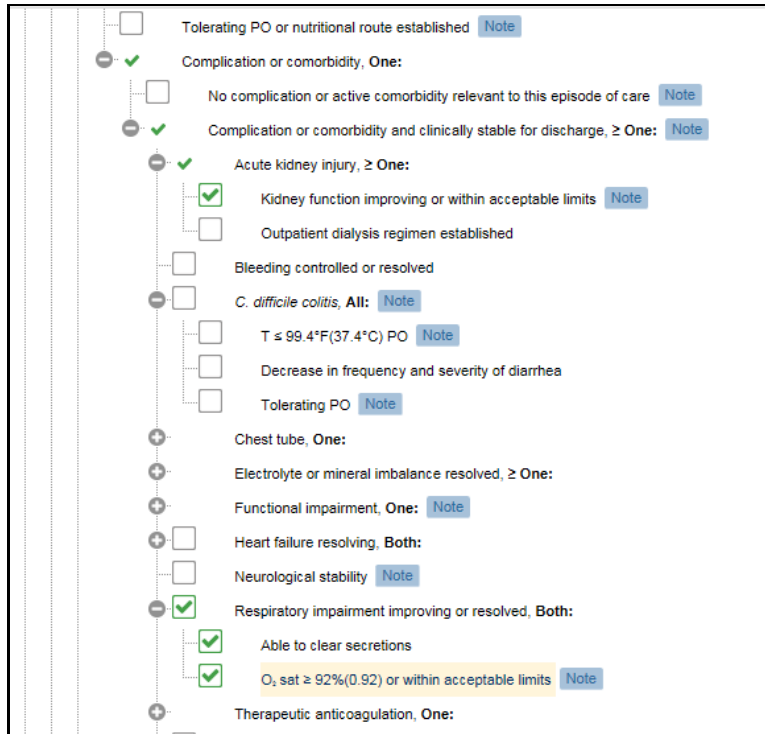 Tolerating PO or nutritional route established Note
Complication or comorbidity, One:
No complication or active comorbidity relevant to this episode of care Note
Complication or comorbidity and clinically stable for discharge, ≥ One: Note
Acute kidney injury, ≥ One:
Kidney function improving or within acceptable limits Note
Outpatient dialysis regimen established
Bleeding controlled or resolved
C. difficile colitis, All: Note
T ≤ 99.4°F(37.4°C) PO Note
Decrease in frequency and severity of diarrhea
Tolerating PO Note
Chest tube, One:
Electrolyte or mineral imbalance resolved, ≥ One:
Functional impairment, One: Note
Heart failure resolving, Both:
Neurological stability Note
Respiratory impairment improving or resolved, Both:
Able to clear secretions
O₂ sat ≥ 92%(0.92) or within acceptable limits Note
Therapeutic anticoagulation, One: